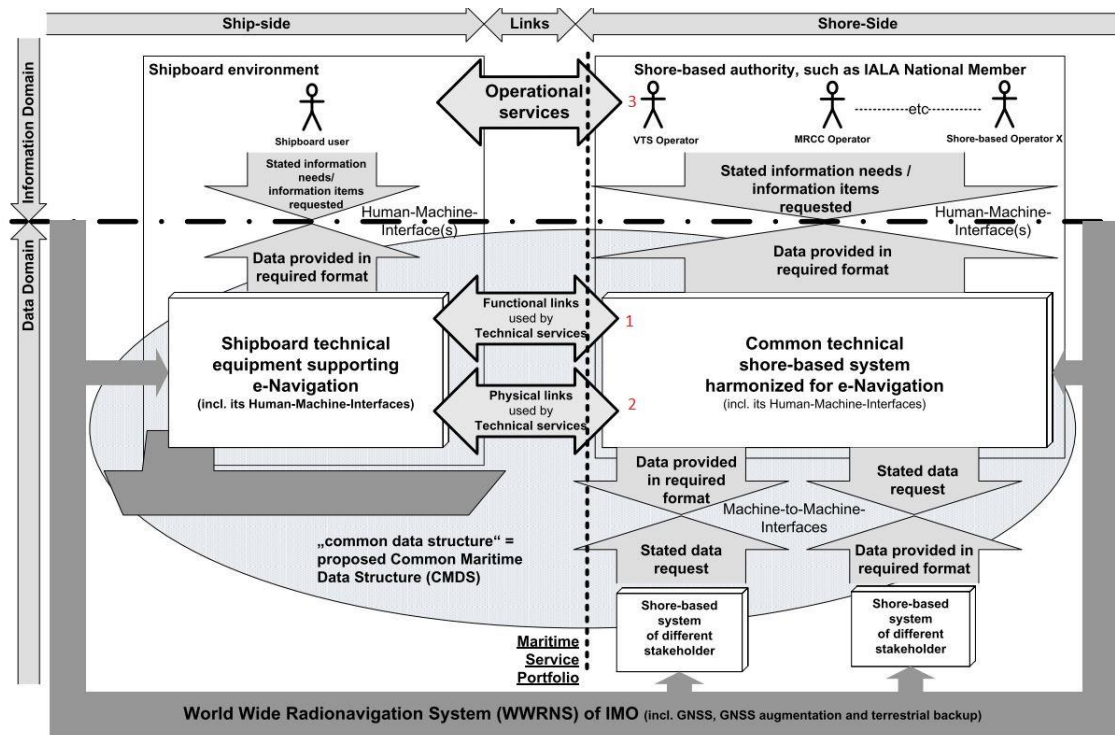 Ship-side
Links
Shore-Side
Information Domain
Data Domain
Shipboard environment
Operational
services
3
Shore-based authority, such as IALA National Member
Shipboard user
VTS Operator
MRCC Operator
etc
Shore-based Operator X
Stated information
needs/
information items
requested
Stated information needs /
information items
requested
Human-Machine-
Interface(s)
Human-Machine-
Interface(s)
Data provided in
required format
Data provided in
required format
Functional links
used by
Technical services
1
Shipboard technical
equipment supporting
e-Navigation
(incl. its Human-Machine-Interfaces)
Common technical
shore-based system
harmonized for e-Navigation
(incl. its Human-Machine-Interfaces)
Physical links
used by
Technical services
2
Data provided
in required
format
Stated data
request
Machine-to-Machine-
Interfaces
Stated data
request
Data provided in
required format
„common data structure“ =
proposed Common Maritime
Data Structure (CMDS)
Shore-based
system
of different
stakeholder
Shore-based
system
of different
stakeholder
Maritime
Service
Portfolio
World Wide Radionavigation System (WWRNS) of IMO (incl. GNSS, GNSS augmentation and terrestrial backup)